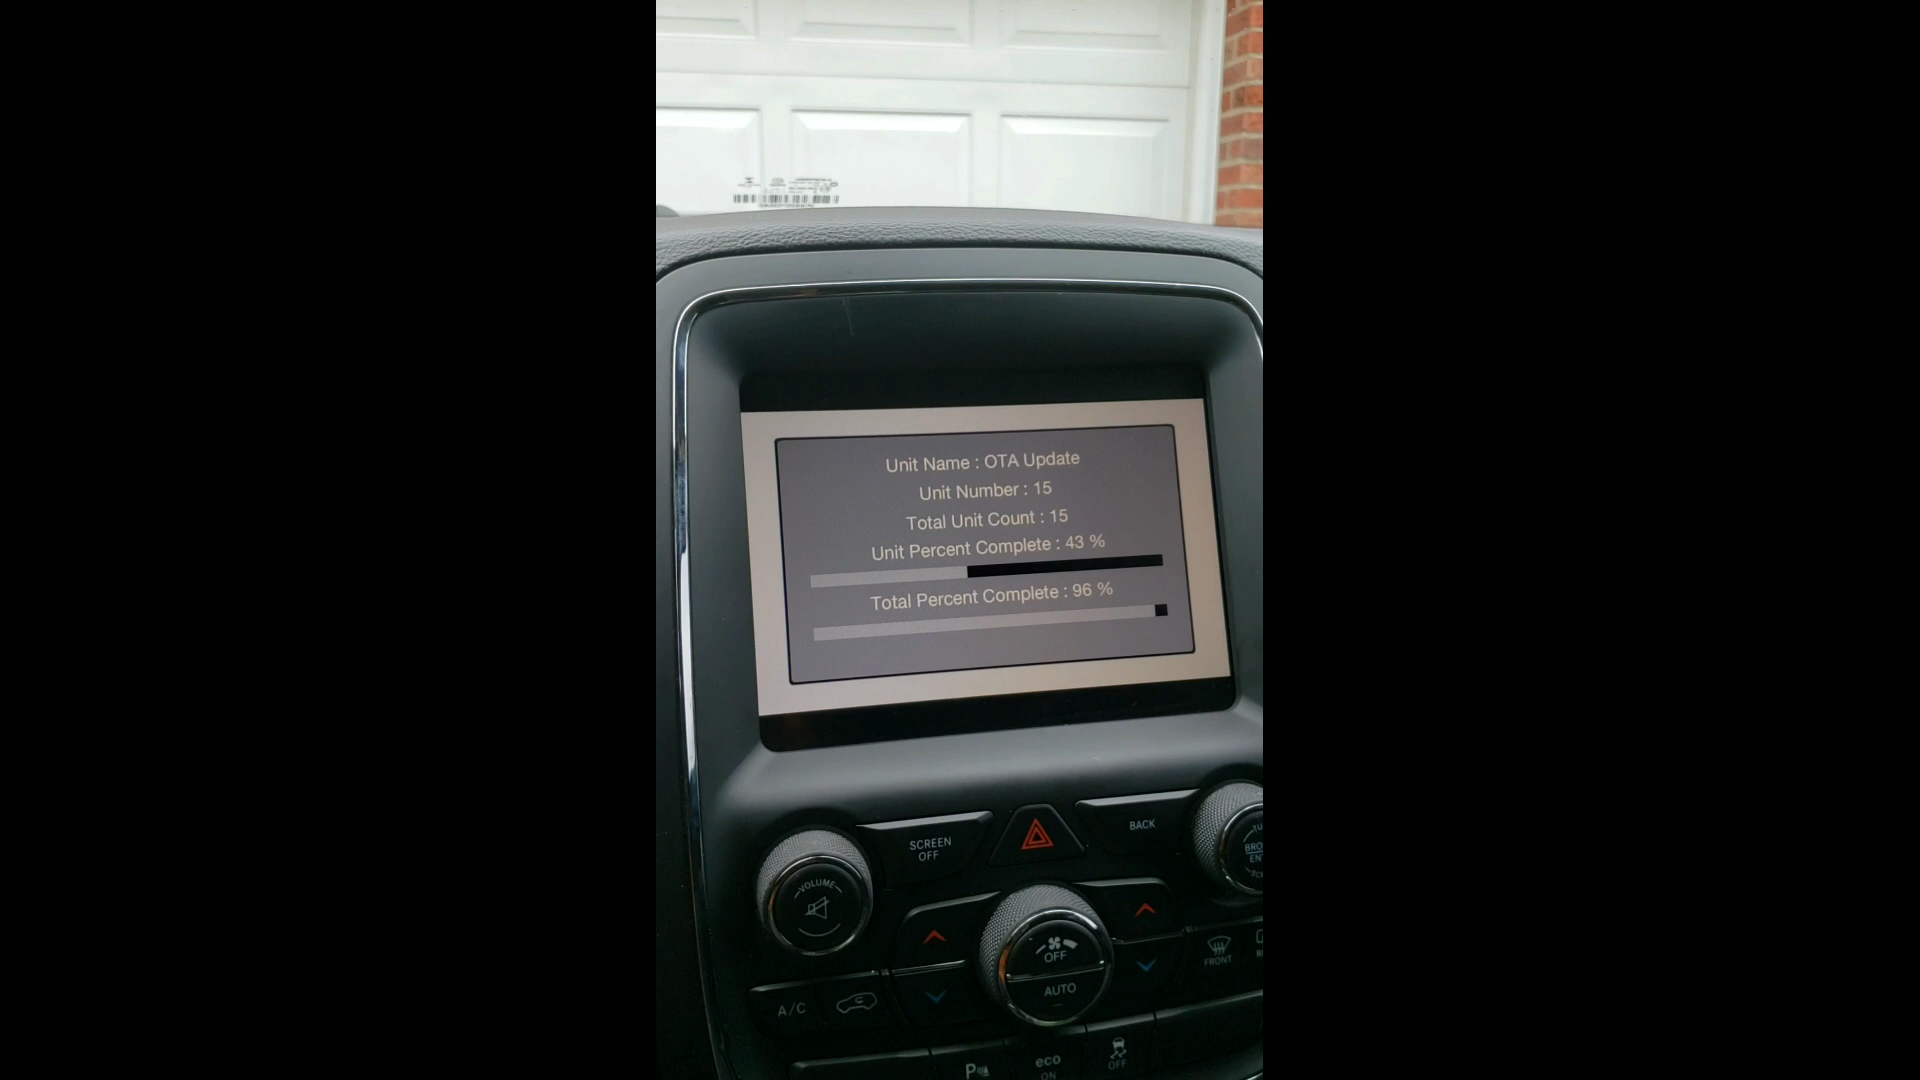 Unit Name : OTA Update
Unit Number : 15
Total Unit Count : 15
Unit Percent Complete : 43 %
Total Percent Complete : 96 %
SCREEN
OFF
BACK
VOLUME
OFF
AUTO
FRONT
A/C
eco
ON
OFF
P